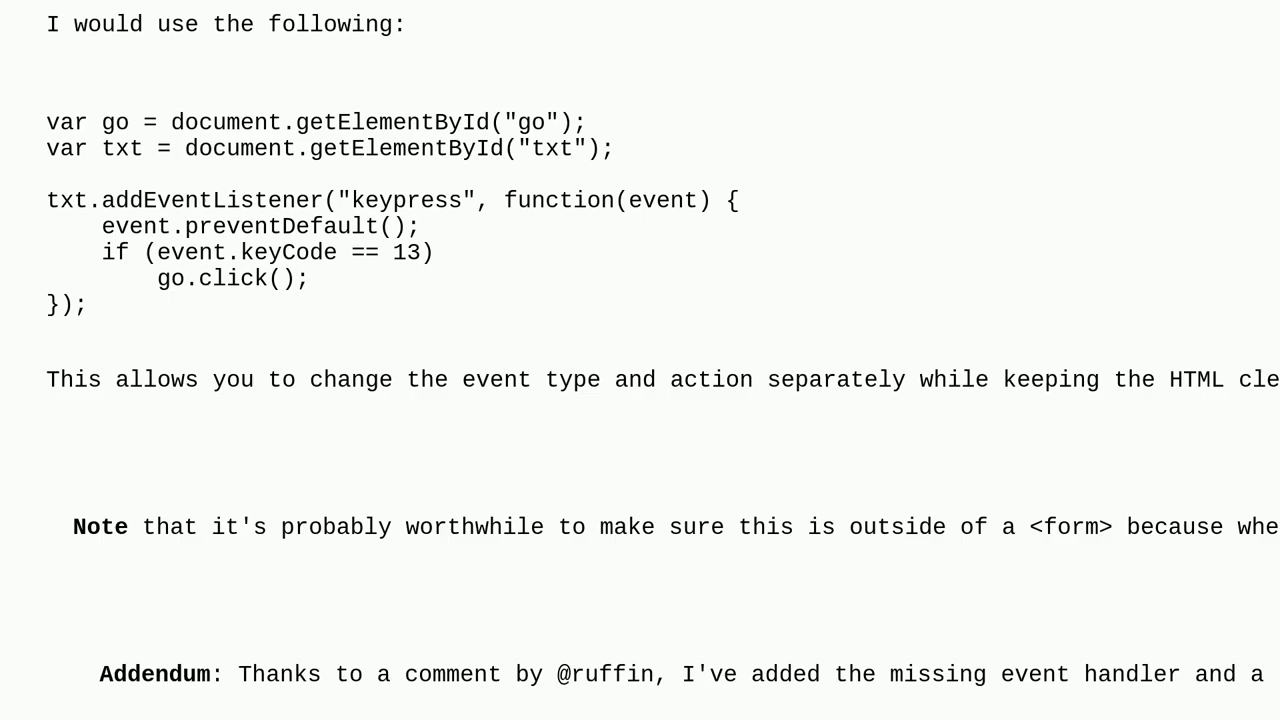 I would use the following:
var go = document.getElementById("go");
var txt = document.getElementById("txt");
txt.addEventListener("keypress", function(event) {
    event.preventDefault();
    if (event.keyCode == 13)
        go.click();
});
This allows you to change the event type and action separately while keeping the HTML cle
Note that it's probably worthwhile to make sure this is outside of a <form> because whe
Addendum: Thanks to a comment by @ruffin, I've added the missing event handler and a